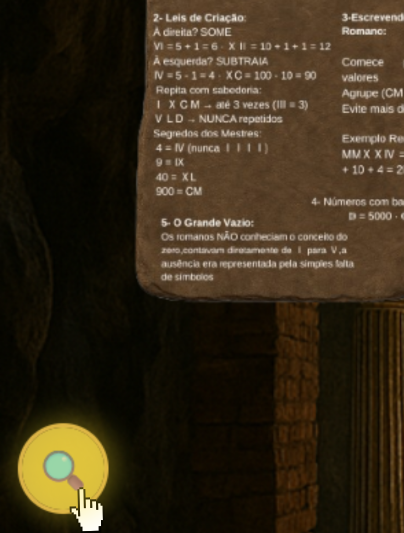 2- Leis de Criação:
À direita? SOME
VI = 5 + 1 = 6 · X II = 10 + 1 + 1 = 12
À esquerda? SUBTRAIA
IV = 5 - 1 = 4 · X C = 100 - 10 = 90
Repita com sabedoria:
I X C M → até 3 vezes (III = 3)
V L D → NUNCA repetidos
Segredos dos Mestres:
4 = IV (nunca I I I I)
9 = IX
40 = XL
900 = CM
3-Escrevend
Romano:
Comece
valores
Agrupe (CM
Evite mais d
Exemplo Re
MM X X IV =
+ 10 + 4 = 2
4- Números com ba
D = 5000 ·
5- O Grande Vazio:
Os romanos NÃO conheciam o conceito do
zero,contavam diretamente de I para V ,a
ausência era representada pela simples falta
de símbolos